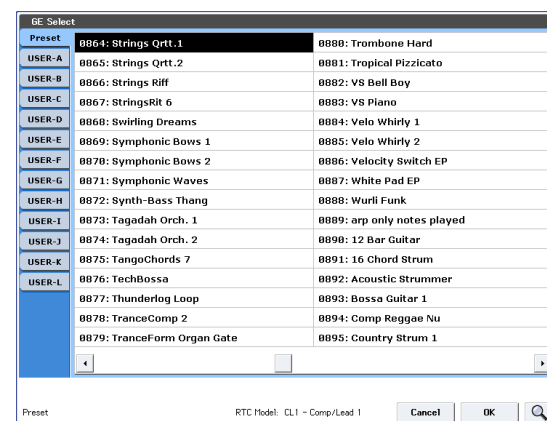 GE Select
Preset
USER-A
USER-B
USER-C
USER-D
USER-E
USER-F
USER-G
USER-H
USER-I
USER-J
USER-K
USER-L
0864: Strings Qrtt.1
0865: Strings Qrtt.2
0866: Strings Riff
0867: StringsRit 6
0868: Swirling Dreams
0869: Symphonic Bows 1
0870: Symphonic Bows 2
0871: Symphonic Waves
0872: Synth-Bass Thang
0873: Tagadah Orch. 1
0874: Tagadah Orch. 2
0875: TangoChords 7
0876: TechBossa
0877: Thunderlog Loop
0878: TranceComp 2
0879: TranceForm Organ Gate
0880: Trombone Hard
0881: Tropical Pizzicato
0882: VS Bell Boy
0883: VS Piano
0884: Velo Whirly 1
0885: Velo Whirly 2
0886: Velocity Switch EP
0887: White Pad EP
0888: Wurli Funk
0889: arp only notes played
0890: 12 Bar Guitar
0891: 16 Chord Strum
0892: Acoustic Strummer
0893: Bossa Guitar 1
0894: Comp Reggae Nu
0895: Country Strum 1
Preset
RTC Model: CL1 - Comp/Lead 1
Cancel
OK